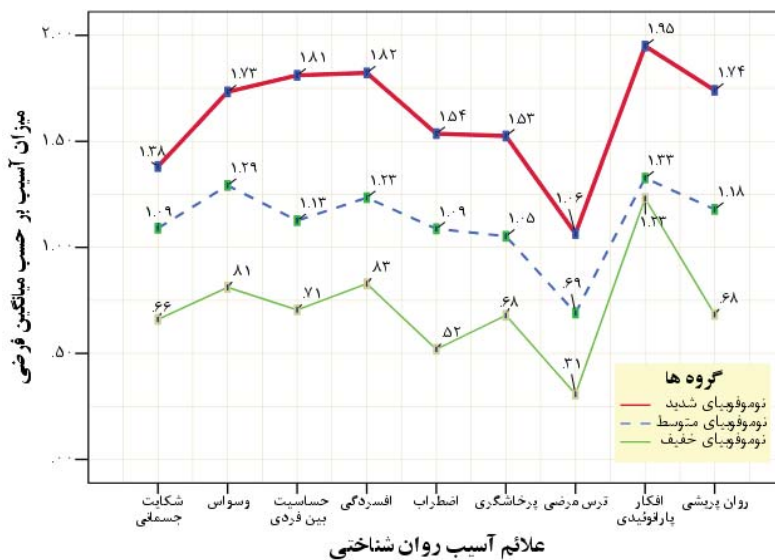 میزان آسیب بر حسب میانگین فرضی
۲.۰۰
۱.۵۰
۱.۰۰
.۵۰
.۰۰
۱.۳۸
۱.۷۳
۱.۸۱
۱.۸۲
۱.۵۴
۱.۵۳
۱.۰۶
۱.۹۵
۱.۷۴
۱.۰۹
۱.۲۹
۱.۱۳
۱.۲۳
۱.۰۹
۱.۰۵
.۶۹
۱.۳۳
۱.۱۸
.۶۶
.۸۱
.۷۱
.۸۳
.۵۲
.۶۸
.۳۱
۱.۲۳
.۶۸
گروه ها
نوموفوبیای شدید
نوموفوبیای متوسط
نوموفوبیای خفیف
شکایت
جسمانی
وسواس
حساسیت
بین فردی
افسردگی
اضطراب
پرخاشگری
ترس مرضی
افکار
پارانوئیدی
روان پریشی
علائم آسیب روان شناختی